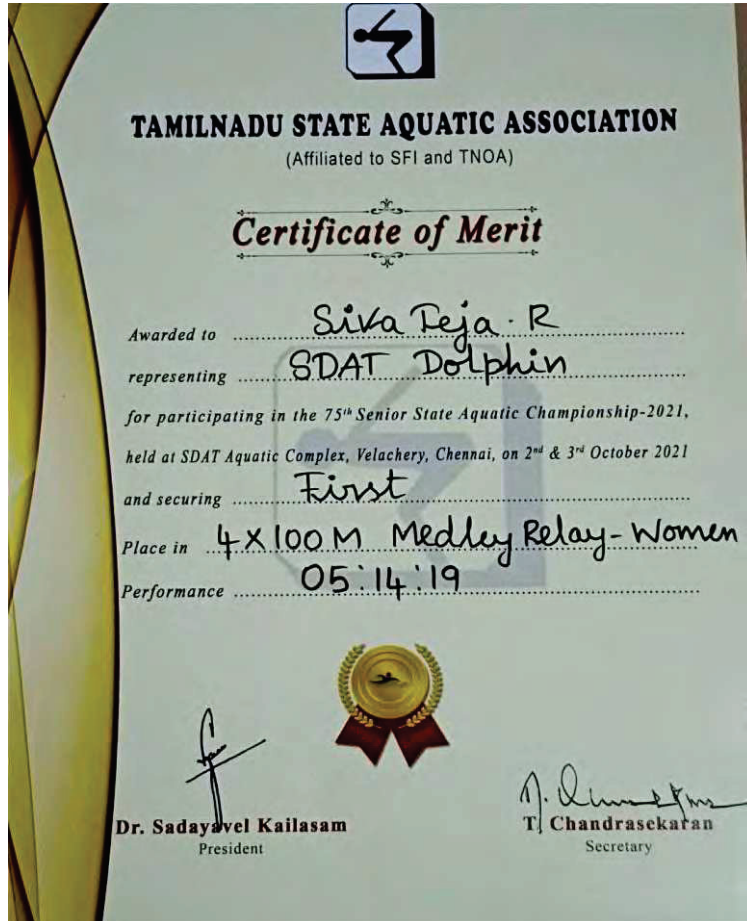 TAMILNADU STATE AQUATIC ASSOCIATION
(Affiliated to SFI and TNOA)
Certificate of Merit
Awarded to Siva Teja . R
representing SDAT Dolphin
for participating in the 75th Senior State Aquatic Championship-2021,
held at SDAT Aquatic Complex, Velachery, Chennai, on 2nd & 3rd October 2021
and securing First
Place in 4X100M Medley Relay - Women
Performance 05:14:19
Dr. Sadayavel Kailasam
President
T. Chandrasekaran
Secretary